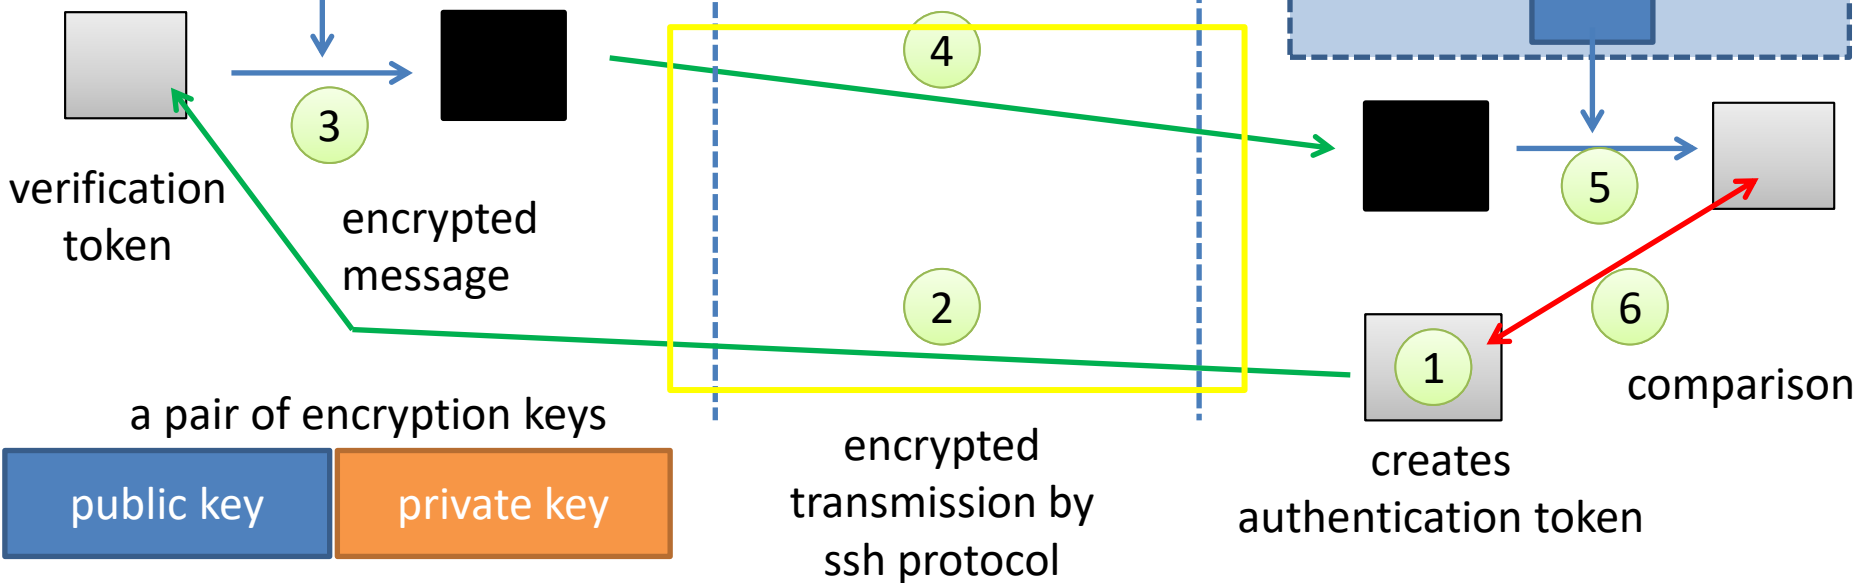 4
3
5
verification
token
encrypted
message
2
6
1
comparison
a pair of encryption keys
public key
private key
encrypted
transmission by
ssh protocol
creates
authentication token